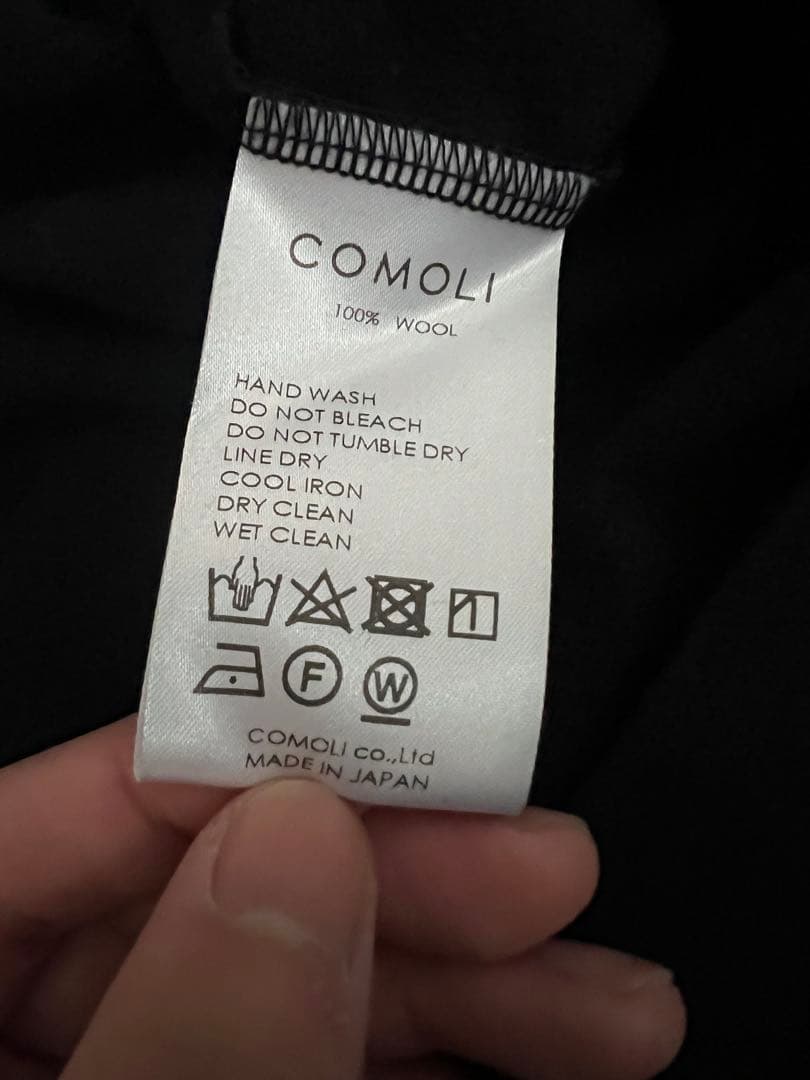 COMOLI
100% WOOL
HAND WASH
DO NOT BLEACH
DO NOT TUMBLE DRY
LINE DRY
COOL IRON
DRY CLEAN
WET CLEAN
F W
COMOLI co.,Ltd
MADE IN JAPAN